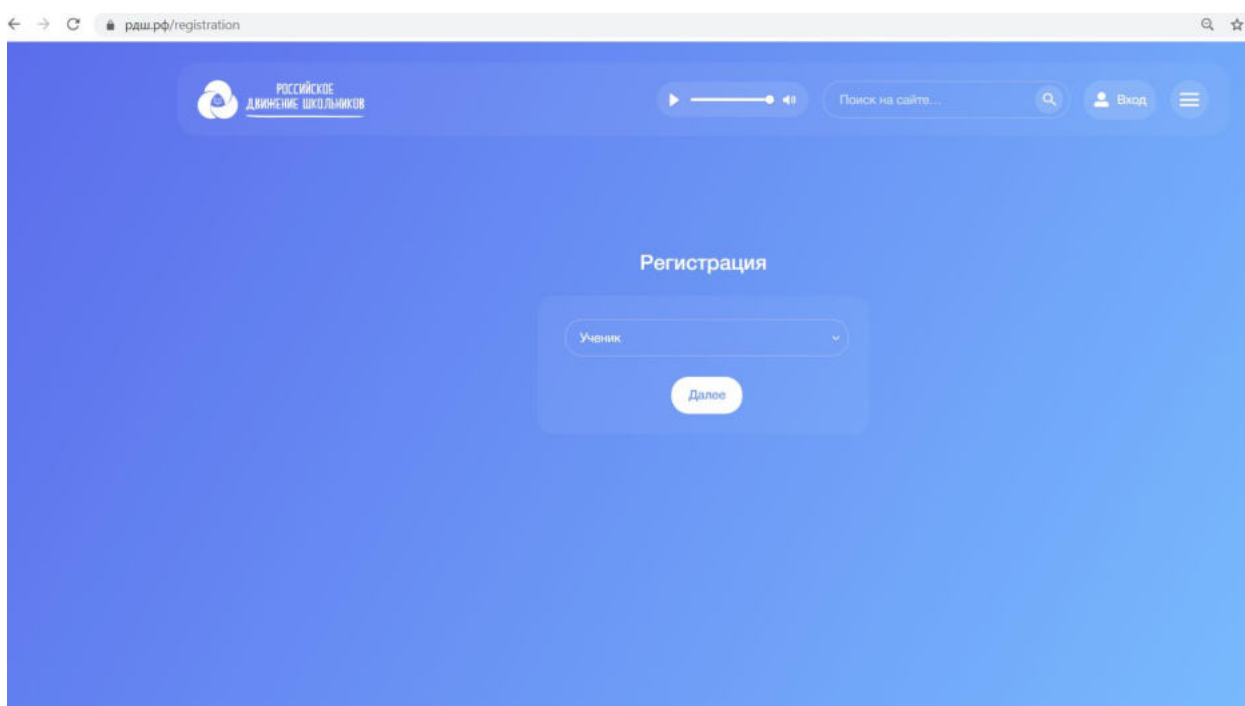 рдш.рф/registration
РОССИЙСКОЕ
ДВИЖЕНИЕ ШКОЛЬНИКОВ
Поиск на сайте...
Вход
Регистрация
Ученик
Далее